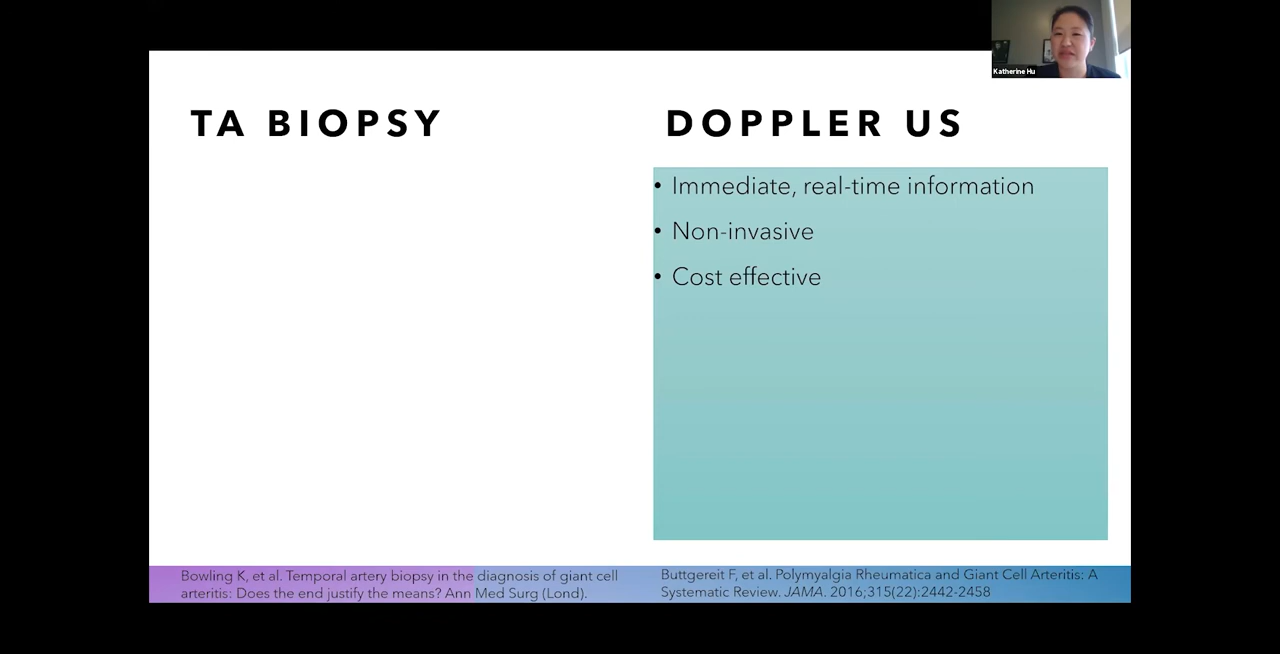 Katherine Hu
TA BIOPSY
DOPPLER US
• Immediate, real-time information
• Non-invasive
• Cost effective
Bowling K, et al. Temporal artery biopsy in the diagnosis of giant cell
arteritis: Does the end justify the means? Ann Med Surg (Lond).
Buttgereit F, et al. Polymyalgia Rheumatica and Giant Cell Arteritis: A
Systematic Review. JAMA. 2016;315(22):2442-2458